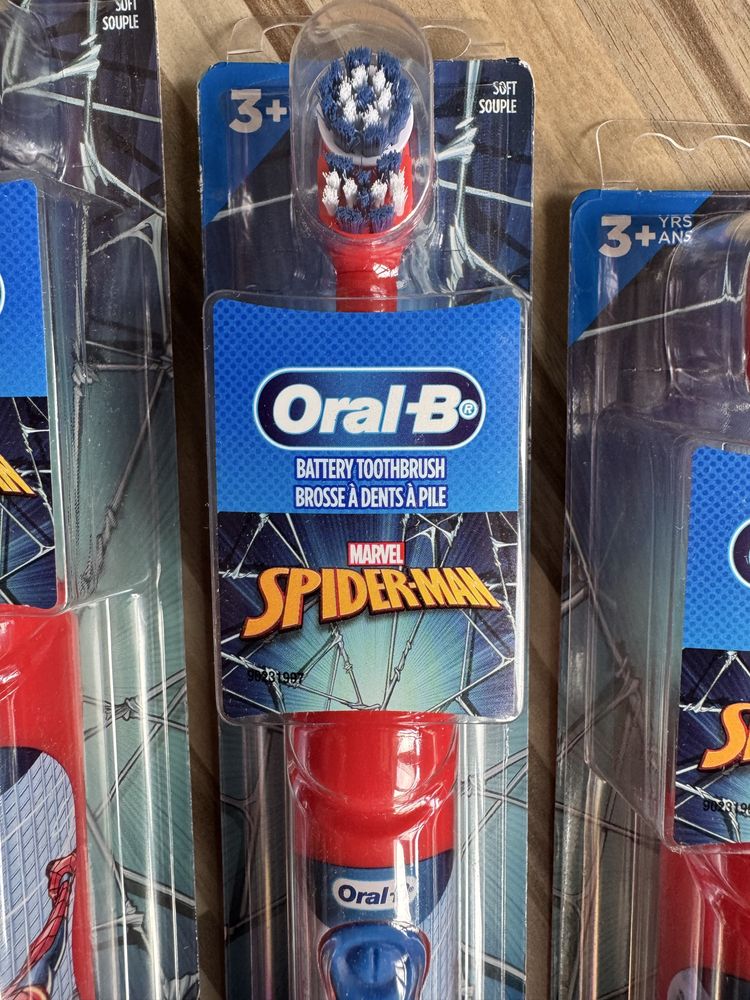 SOFT
SOUPLE
3+
SOFT
SOUPLE
3+ YRS
ANS
Oral-B®
BATTERY TOOTHBRUSH
BROSSE À DENTS À PILE
MARVEL
SPIDER-MAN
Oral-B